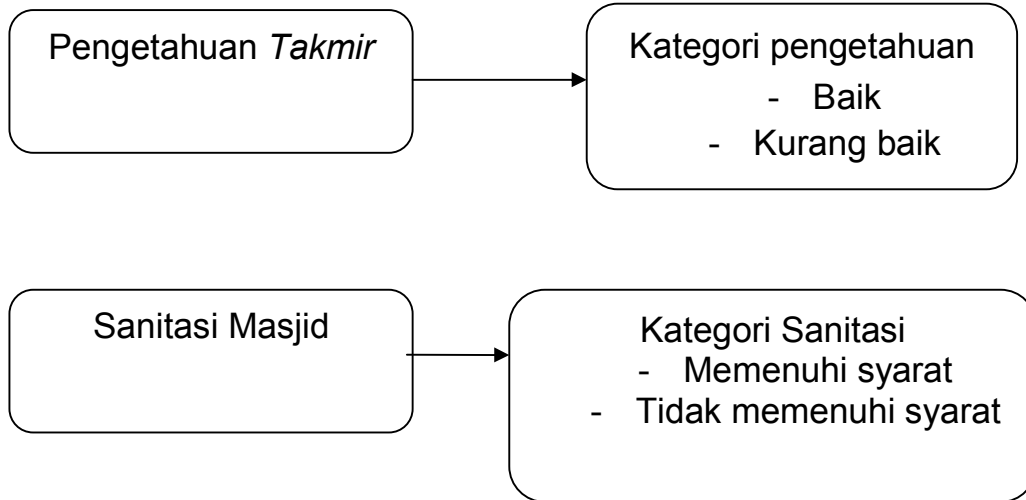 Pengetahuan Takmir
Kategori pengetahuan
- Baik
- Kurang baik
Sanitasi Masjid
Kategori Sanitasi
- Memenuhi syarat
- Tidak memenuhi syarat